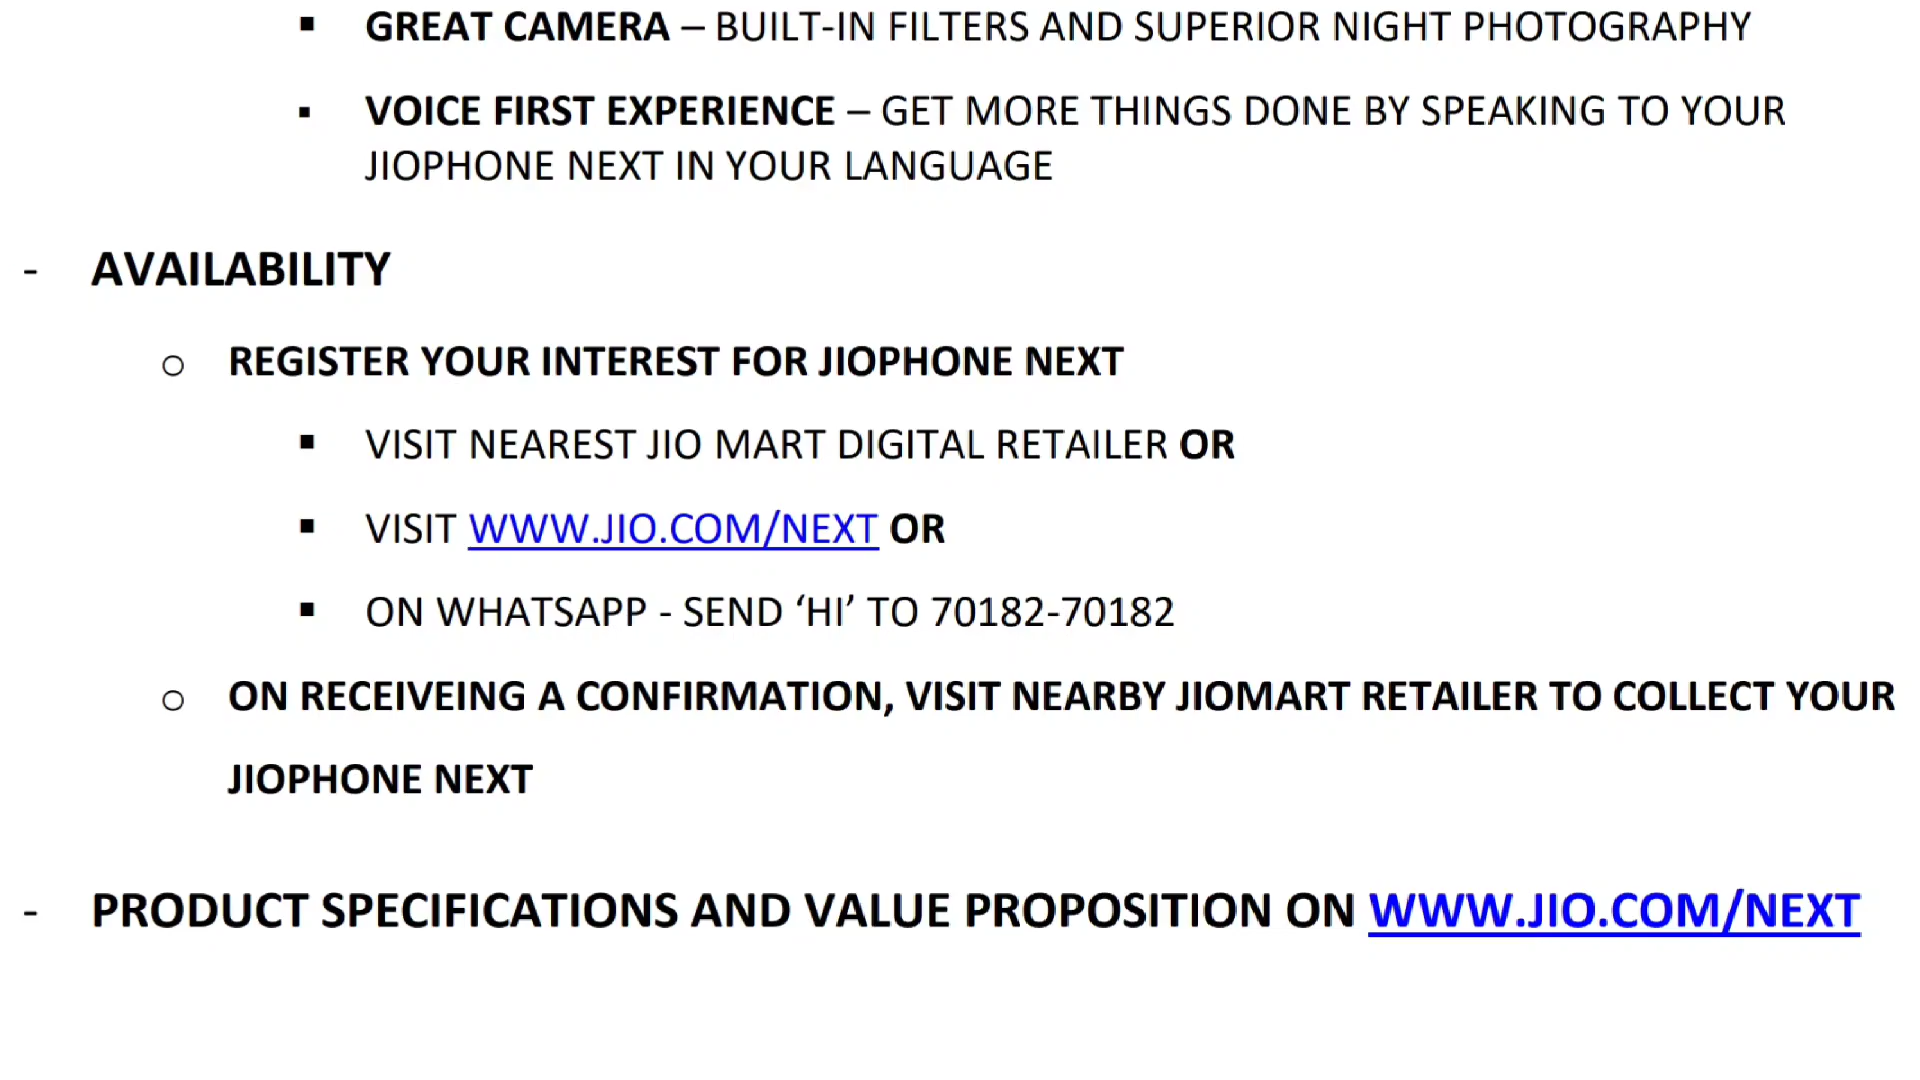 ▪ GREAT CAMERA – BUILT-IN FILTERS AND SUPERIOR NIGHT PHOTOGRAPHY
▪ VOICE FIRST EXPERIENCE – GET MORE THINGS DONE BY SPEAKING TO YOUR
JIOPHONE NEXT IN YOUR LANGUAGE
- AVAILABILITY
o REGISTER YOUR INTEREST FOR JIOPHONE NEXT
▪ VISIT NEAREST JIO MART DIGITAL RETAILER OR
▪ VISIT WWW.JIO.COM/NEXT OR
▪ ON WHATSAPP - SEND ‘HI’ TO 70182-70182
o ON RECEIVEING A CONFIRMATION, VISIT NEARBY JIOMART RETAILER TO COLLECT YOUR
JIOPHONE NEXT
- PRODUCT SPECIFICATIONS AND VALUE PROPOSITION ON WWW.JIO.COM/NEXT